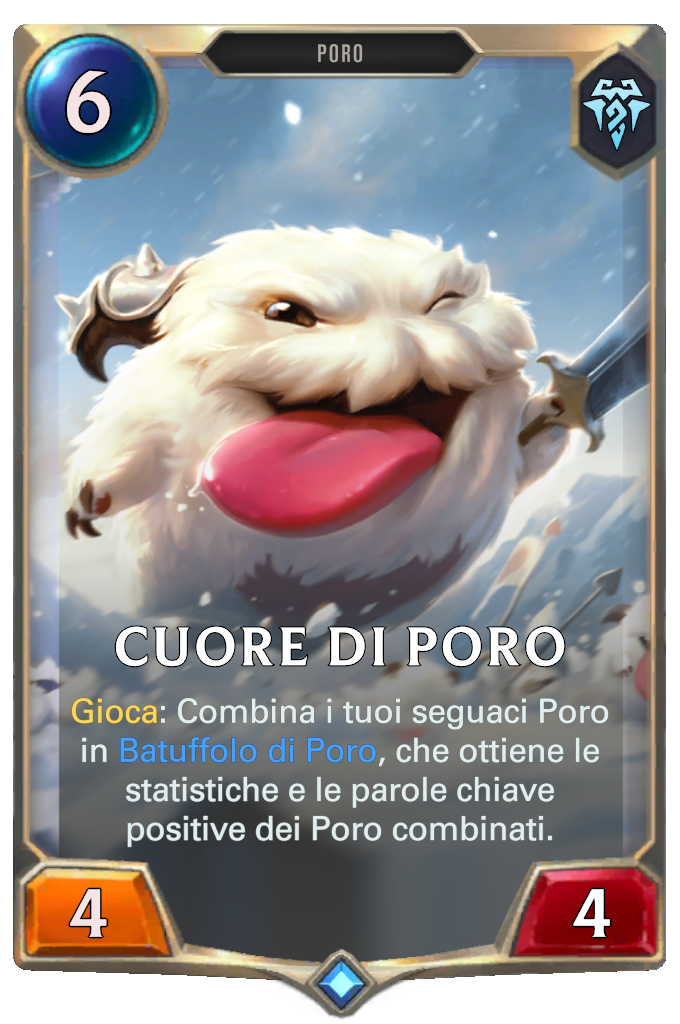 PORO
6
CUORE DI PORO
Gioca: Combina i tuoi seguaci Poro
in Batuffolo di Poro, che ottiene le
statistiche e le parole chiave
positive dei Poro combinati.
4
4